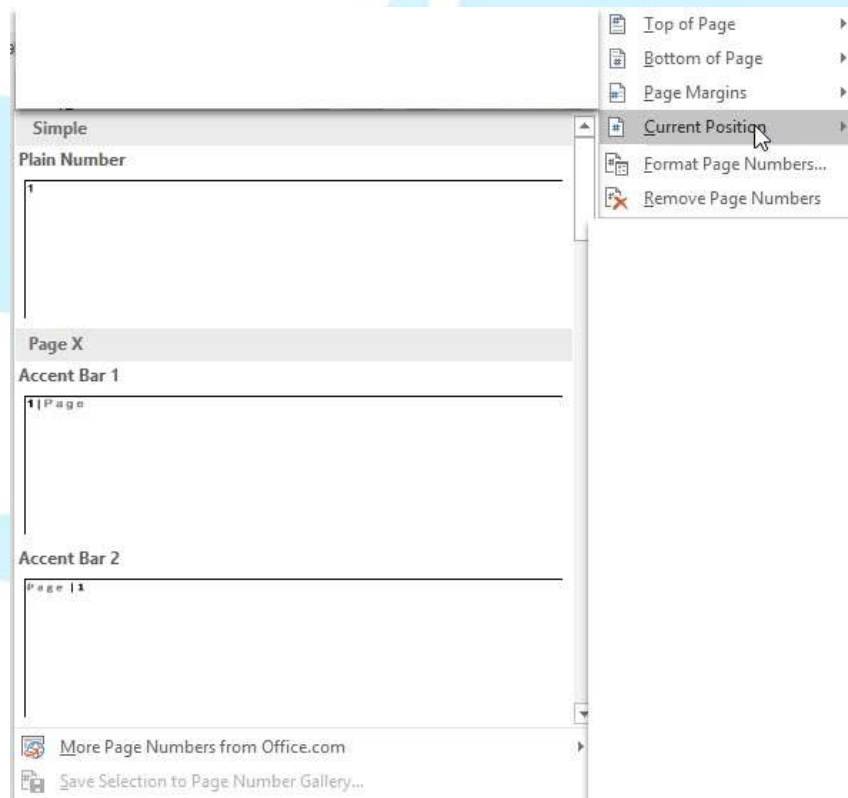 Top of Page
Bottom of Page
Page Margins
Current Position
Format Page Numbers...
Remove Page Numbers
Simple
Plain Number
1
Page X
Accent Bar 1
1|Page
Accent Bar 2
Page |1
More Page Numbers from Office.com
Save Selection to Page Number Gallery...